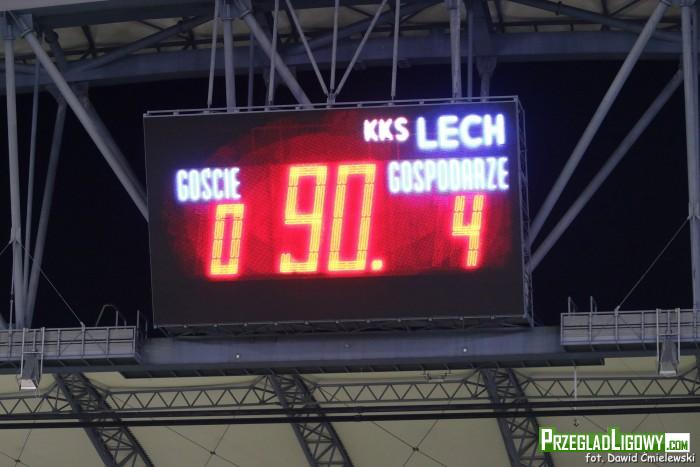 KKS LECH
GOSCIE 90. GOSPODARZE
0 4
PRZEGLADLIGOWY.COM
fot. Dawid Ćmielewski